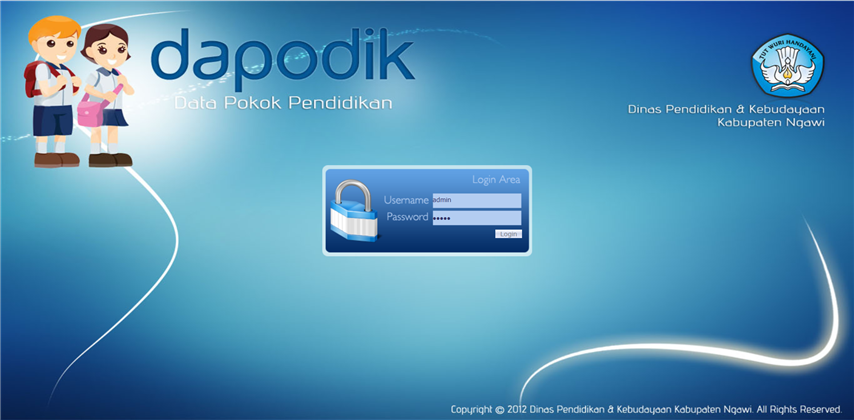 dapodik
Data Pokok Pendidikan
TUT WURI HANDAYANI
Dinas Pendidikan & Kebudayaan
Kabupaten Ngawi
Login Area
Username admin
Password •••••
Login
Copyright © 2012 Dinas Pendidikan & Kebudayaan Kabupaten Ngawi. All Rights Reserved.